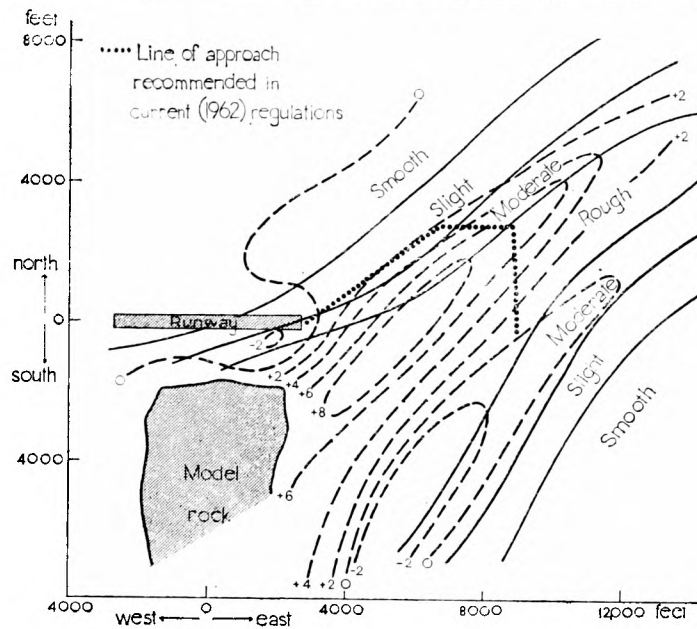 feet
8000
Line of approach
recommended in
current (1962) regulations
0
+2
+2
4000
Smooth
Slight
Moderate
Rough
north
0
Runway
-2
Moderate
south
0
+2
+4
+6
+8
Slight
Smooth
4000
Model
rock
+6
+4
+2
0
-2
-2
0
4000
0
4000
8000
12000 feet
west
east